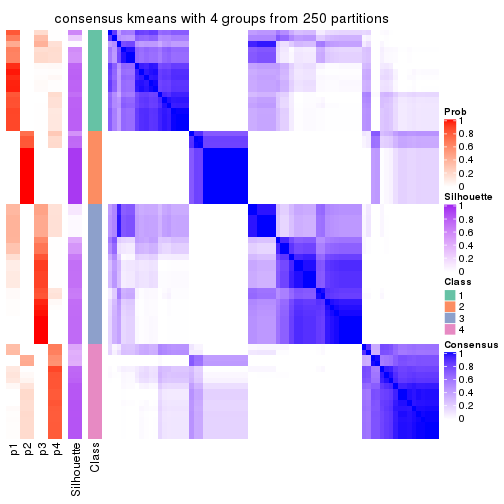 consensus kmeans with 4 groups from 250 partitions
Prob
1
0.8
0.6
0.4
0.2
0
Silhouette
1
0.8
0.6
0.4
0.2
0
Class
1
2
3
4
Consensus
1
0.8
0.6
0.4
0.2
0
p1
p2
p3
p4
Silhouette
Class